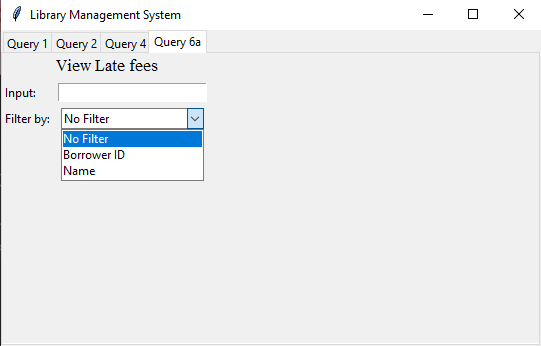 Library Management System
Query 1 Query 2 Query 4 Query 6a
View Late fees
Input:
Filter by: No Filter
No Filter
Borrower ID
Name